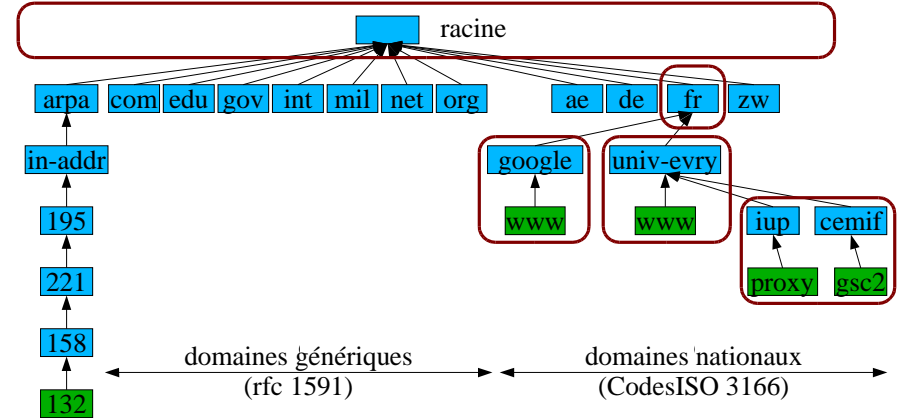 racine
arpa com edu gov int mil net org ae de fr zw
in-addr google univ-evry
195 www www iup cemif
221 proxy gsc2
158
domaines génériques domaines nationaux
(rfc 1591) (CodesISO 3166)
132